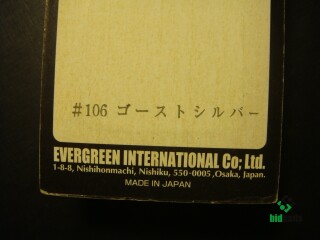 #106 ゴーストシルバー
EVERGREEN INTERNATIONAL Co; Ltd.
1-8-8, Nishihonmachi, Nishiku, 550-0005, Osaka, Japan.
MADE IN JAPAN